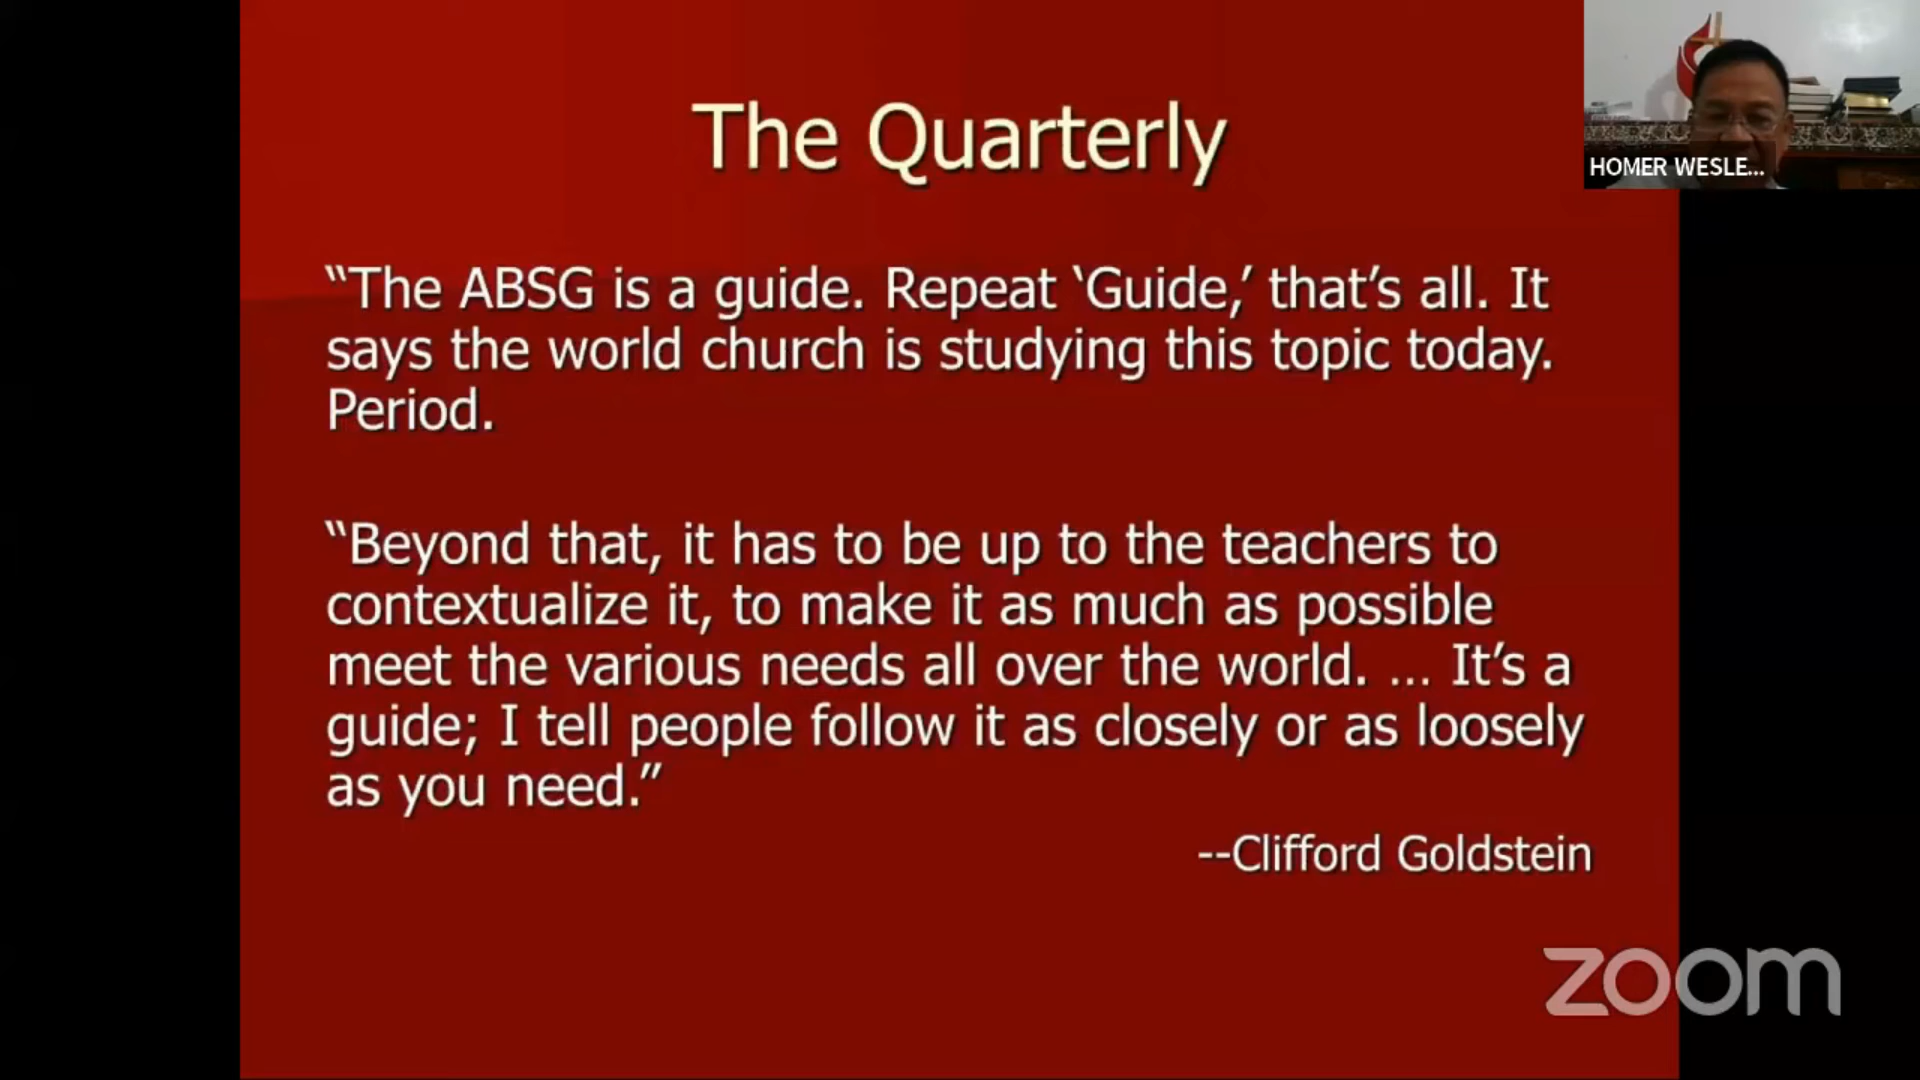 The Quarterly
HOMER WESLE...
“The ABSG is a guide. Repeat ‘Guide,’ that’s all. It
says the world church is studying this topic today.
Period.
“Beyond that, it has to be up to the teachers to
contextualize it, to make it as much as possible
meet the various needs all over the world. ... It’s a
guide; I tell people follow it as closely or as loosely
as you need.”
--Clifford Goldstein
zoom